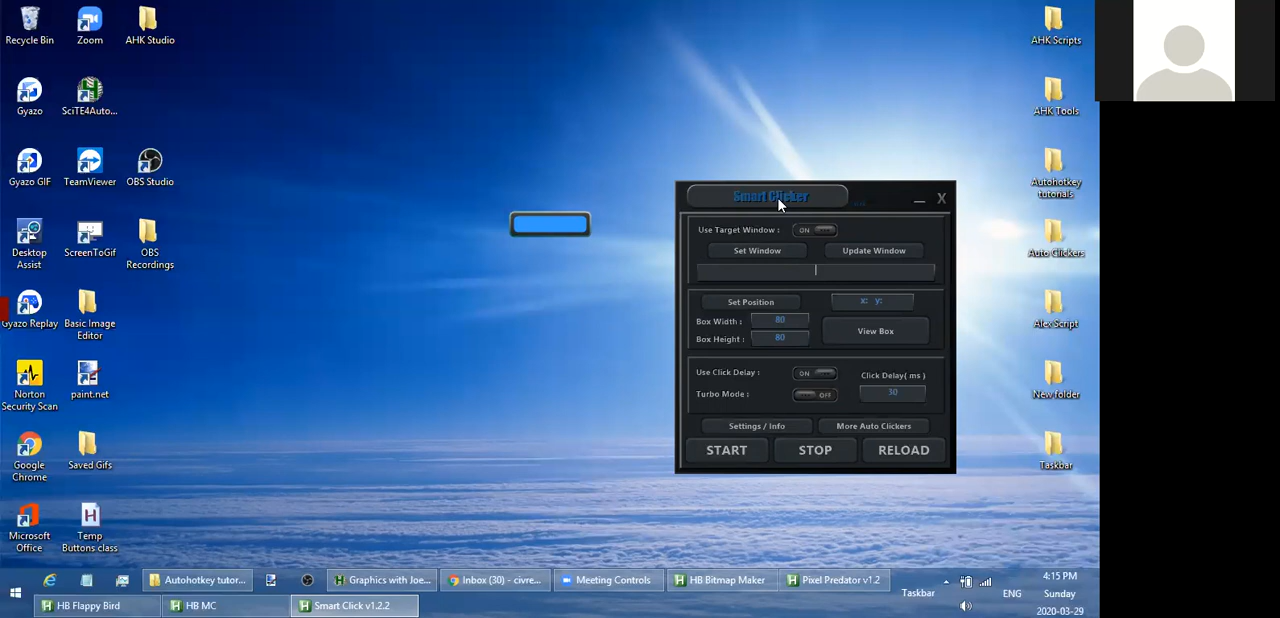 Recycle Bin
Zoom
AHK Studio
AHK Scripts
Gyazo
SciTE4Auto...
AHK Tools
Gyazo GIF
TeamViewer
OBS Studio
Autohotkey
tutorials
Smart Clicker
X
Use Target Window :
ON
Set Window
Update Window
Desktop
Assist
ScreenToGif
OBS
Recordings
Auto Clickers
Set Position
x: y:
Box Width :
80
View Box
Box Height :
80
Gyazo Replay
Basic Image
Editor
Alex Script
Use Click Delay :
ON
Click Delay( ms )
Turbo Mode :
OFF
30
Norton
Security Scan
paint.net
New folder
Settings / Info
More Auto Clickers
START
STOP
RELOAD
Google
Chrome
Saved Gifs
Taskbar
Microsoft
Office
Temp
Buttons class
Autohotkey tutor...
Graphics with Joe...
Inbox (30) - civre...
Meeting Controls
HB Bitmap Maker
Pixel Predator v1.2
HB Flappy Bird
HB MC
Smart Click v1.2.2
Taskbar
ENG
4:15 PM
Sunday
2020-03-29